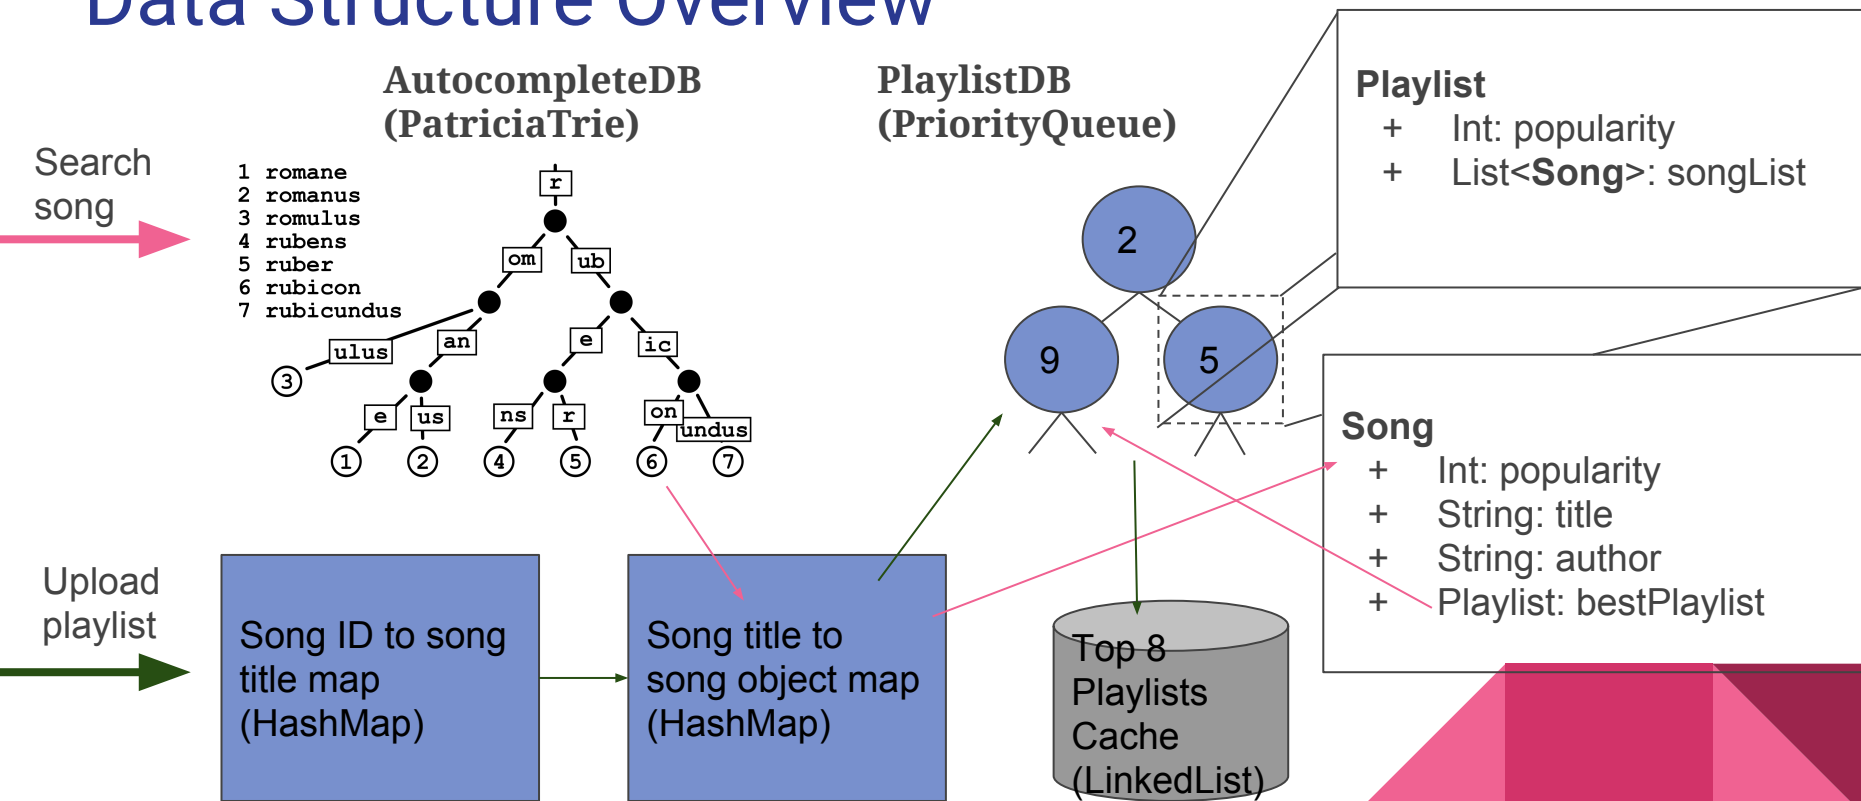 Data Structure Overview
AutocompleteDB
(PatriciaTrie)
PlaylistDB
(PriorityQueue)
Search
song
1 romane
2 romanus
3 romulus
4 rubens
5 ruber
6 rubicon
7 rubicundus
r
om
ub
ulus
an
e
ic
3
e
us
ns
r
on
undus
1
2
4
5
6
7
2
9
5
Playlist
+ Int: popularity
+ List<Song>: songList
Song
+ Int: popularity
+ String: title
+ String: author
+ Playlist: bestPlaylist
Upload
playlist
Song ID to song
title map
(HashMap)
Song title to
song object map
(HashMap)
Top 8
Playlists
Cache
(LinkedList)